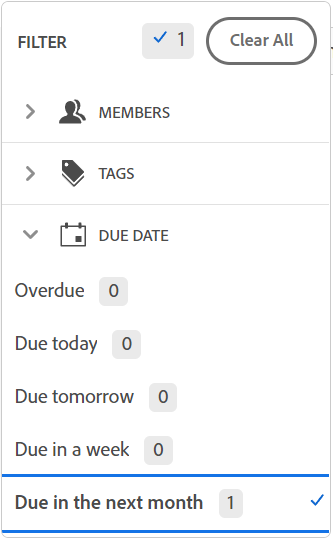 FILTER 1 Clear All
MEMBERS
TAGS
DUE DATE
Overdue 0
Due today 0
Due tomorrow 0
Due in a week 0
Due in the next month 1